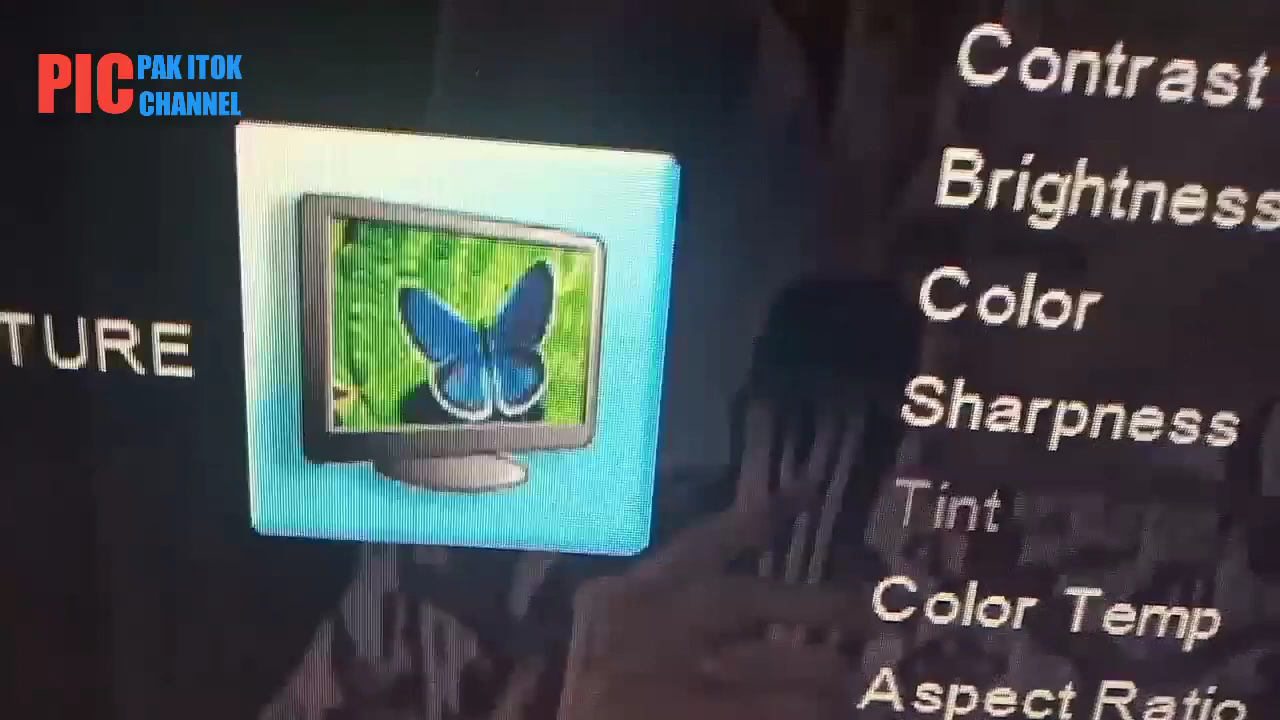 PIC PAK ITOK
CHANNEL
TURE
Contrast
Brightness
Color
Sharpness
Tint
Color Temp
Aspect Ratio